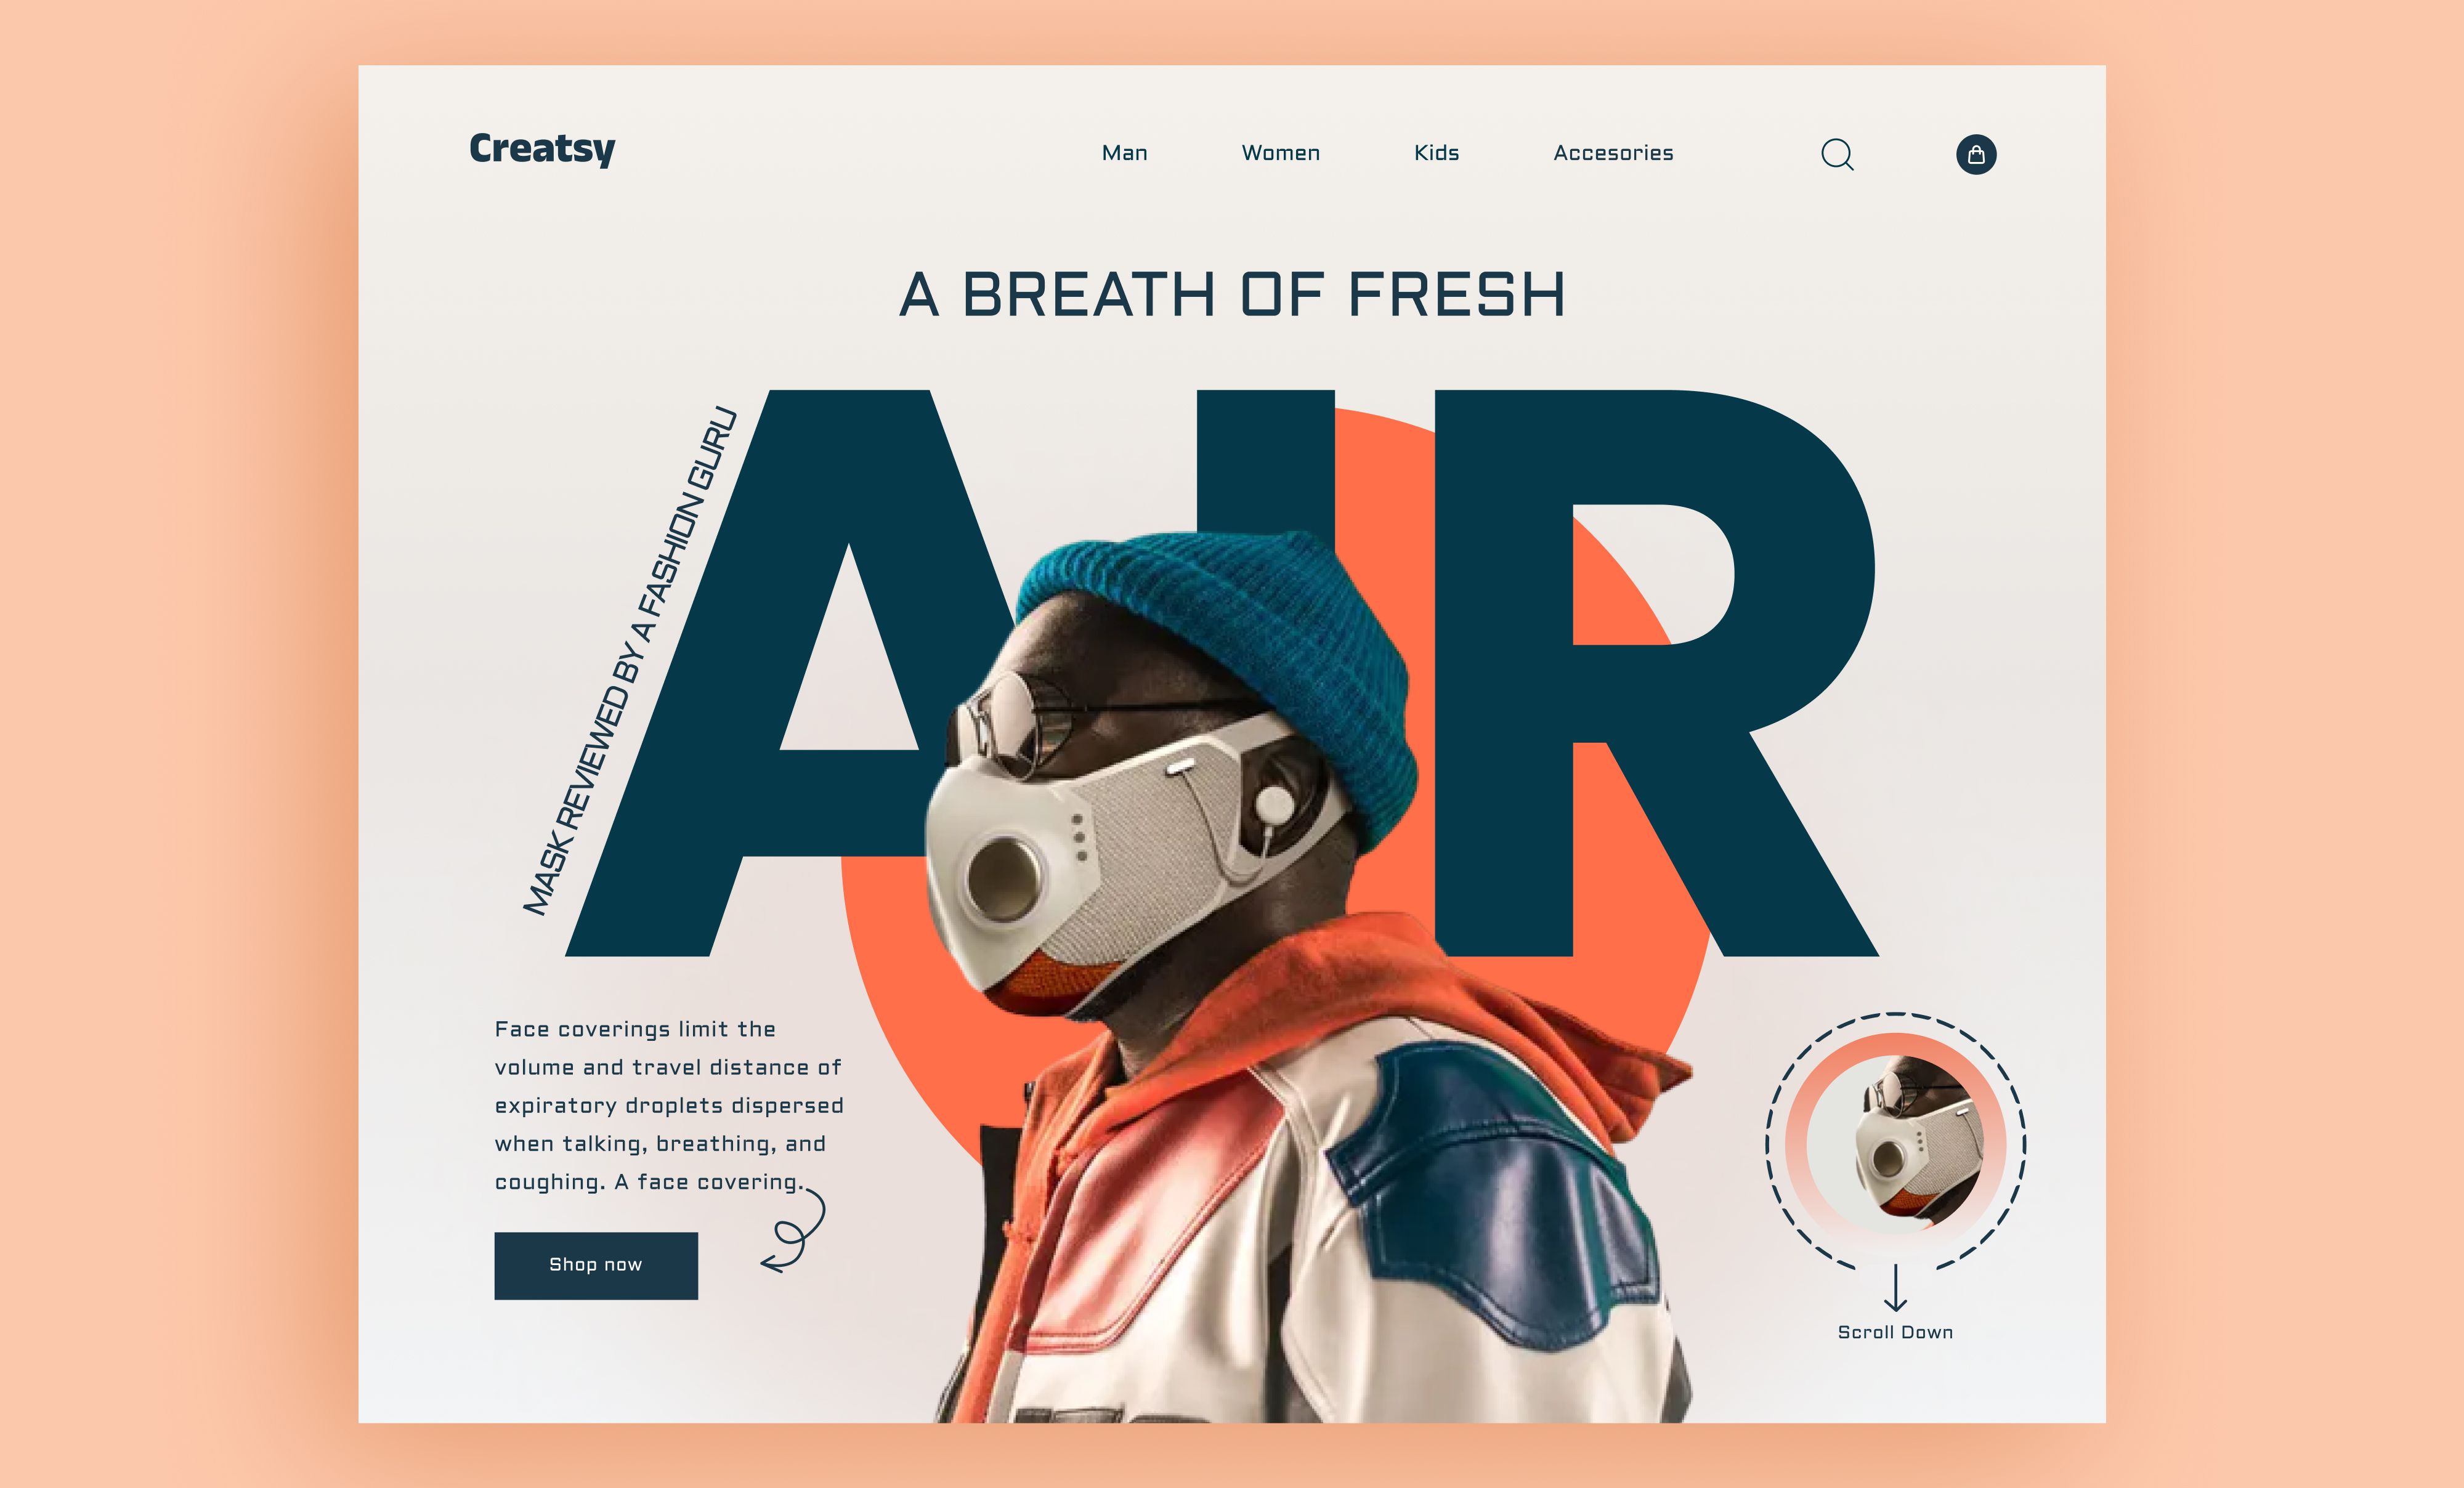 Creatsy
Man
Women
Kids
Accesories
A BREATH OF FRESH
AIR
MASK REVIEWED BY A FASHION GURU
Face coverings limit the
volume and travel distance of
expiratory droplets dispersed
when talking, breathing, and
coughing. A face covering.
Shop now
Scroll Down